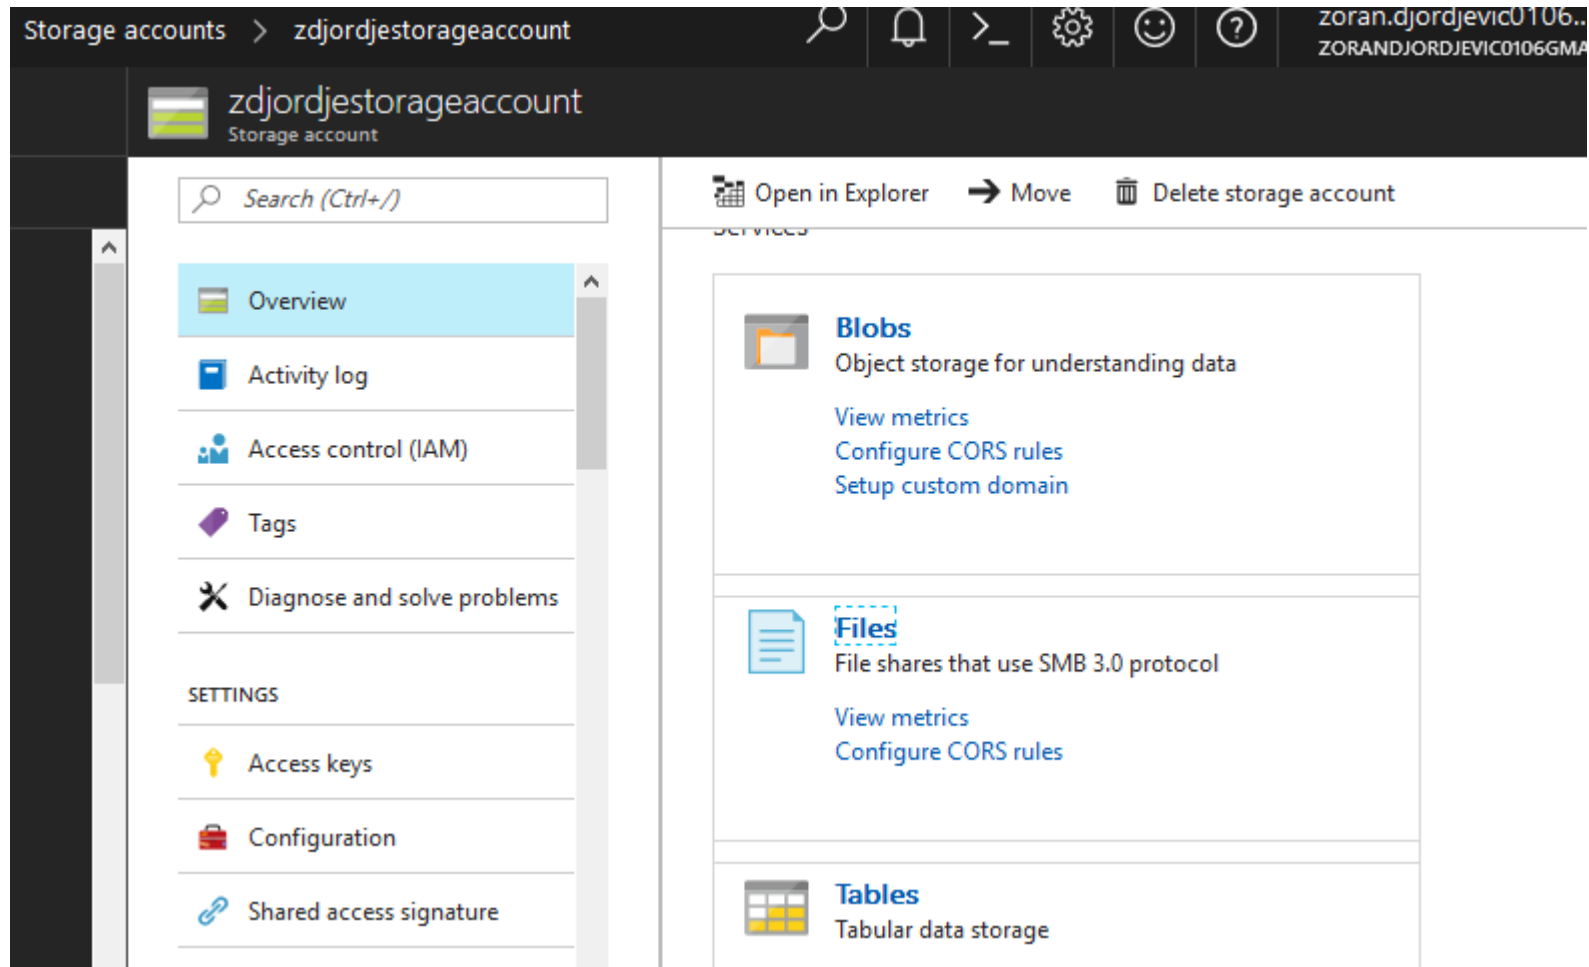 Storage accounts > zdjordjestorageaccount
zoran.djordjevic0106...
ZORANDJORDJEVIC0106GMA
zdjordjestorageaccount
Storage account
Search (Ctrl+/)
Overview
Activity log
Access control (IAM)
Tags
Diagnose and solve problems
SETTINGS
Access keys
Configuration
Shared access signature
Open in Explorer
Move
Delete storage account
Services
Blobs
Object storage for understanding data
View metrics
Configure CORS rules
Setup custom domain
Files
File shares that use SMB 3.0 protocol
View metrics
Configure CORS rules
Tables
Tabular data storage